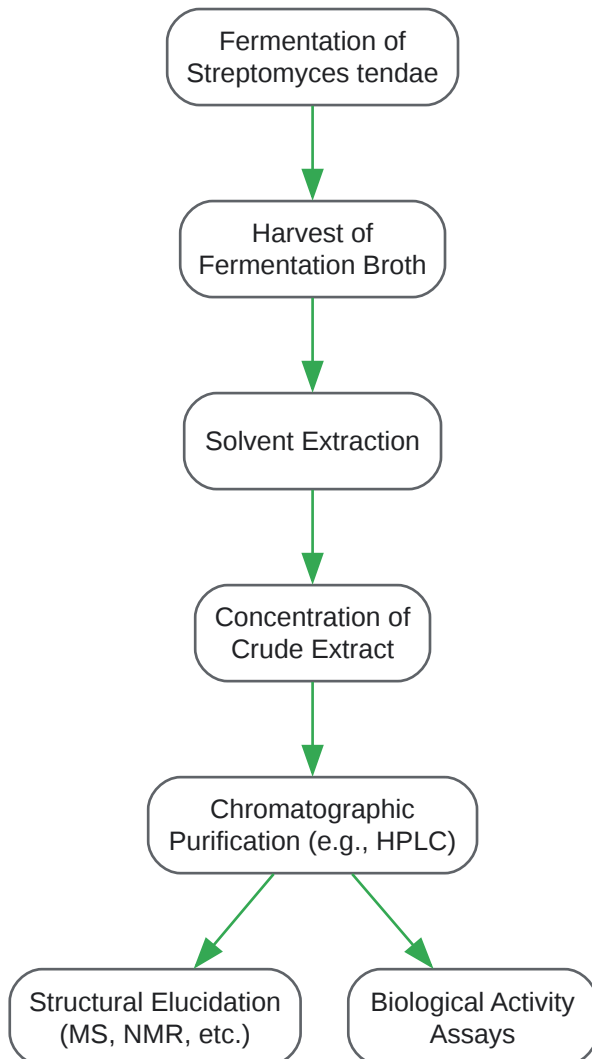 Fermentation of
Streptomyces tendae
Harvest of
Fermentation Broth
Solvent Extraction
Concentration of
Crude Extract
Chromatographic
Purification (e.g., HPLC)
Structural Elucidation
(MS, NMR, etc.)
Biological Activity
Assays